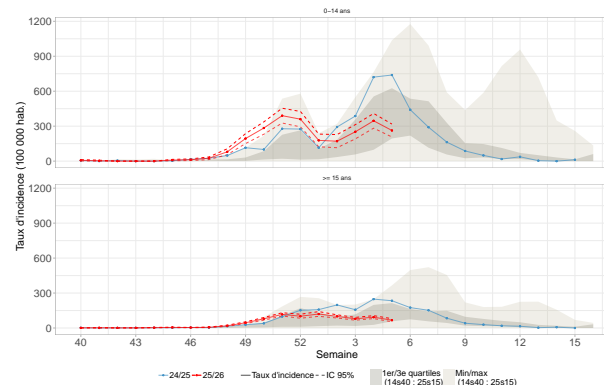 0−14 ans
1200
900
600
300
0
>= 15 ans
1200
900
600
300
0
Taux d'incidence (100 000 hab.)
40 43 46 49 52 3 6 9 12 15
Semaine
24/25 25/26 Taux d'incidence IC 95% 1er/3e quartiles Min/max
(14s40 ; 25s15) (14s40 ; 25s15)